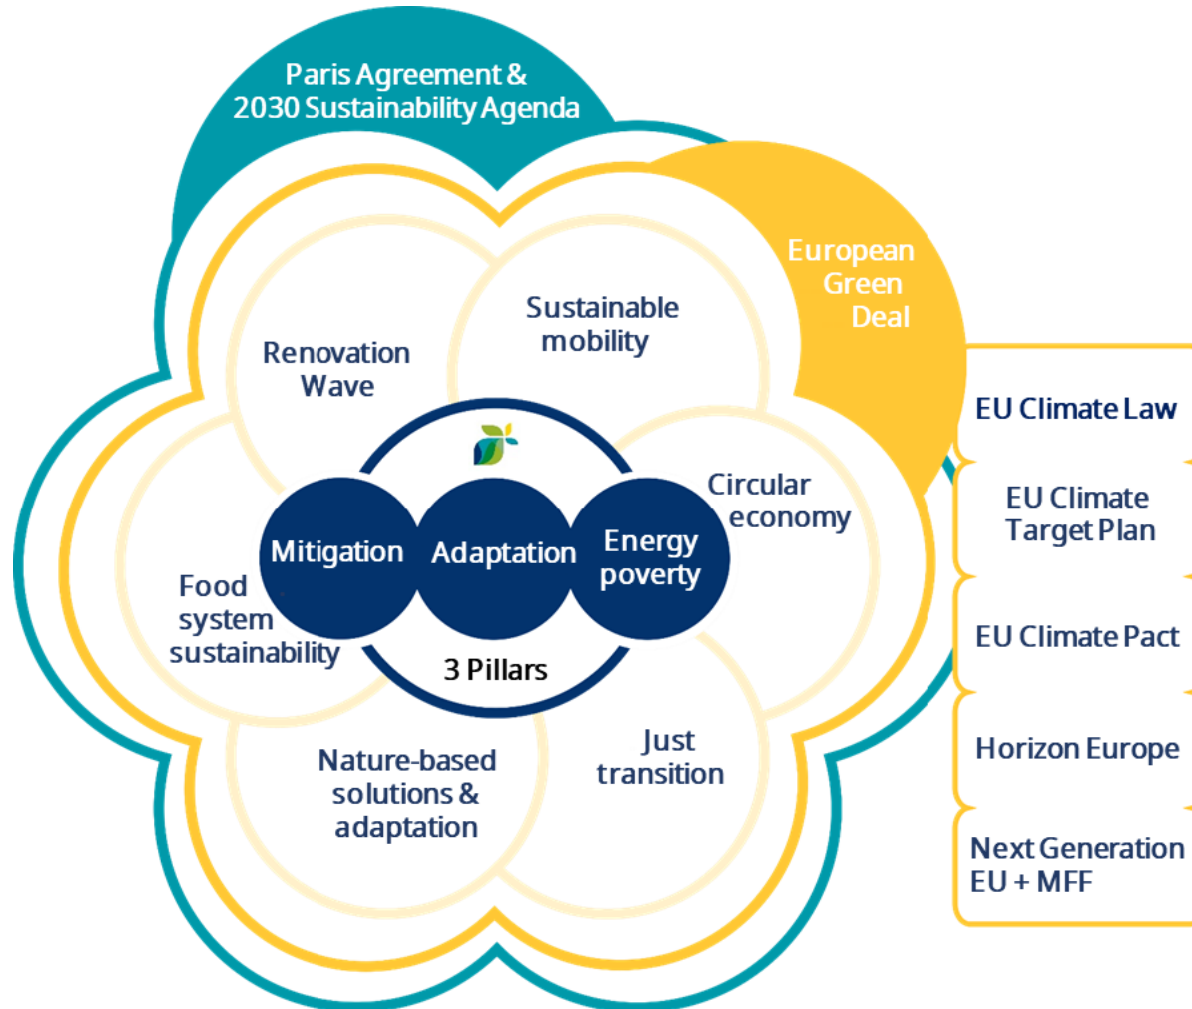 Paris Agreement &
2030 Sustainability Agenda
European
Green
Deal
Sustainable
mobility
Renovation
Wave
Circular
economy
Mitigation
Adaptation
Energy
poverty
Food
system
sustainability
3 Pillars
Nature-based
solutions &
adaptation
Just
transition
EU Climate Law
EU Climate
Target Plan
EU Climate Pact
Horizon Europe
Next Generation
EU + MFF